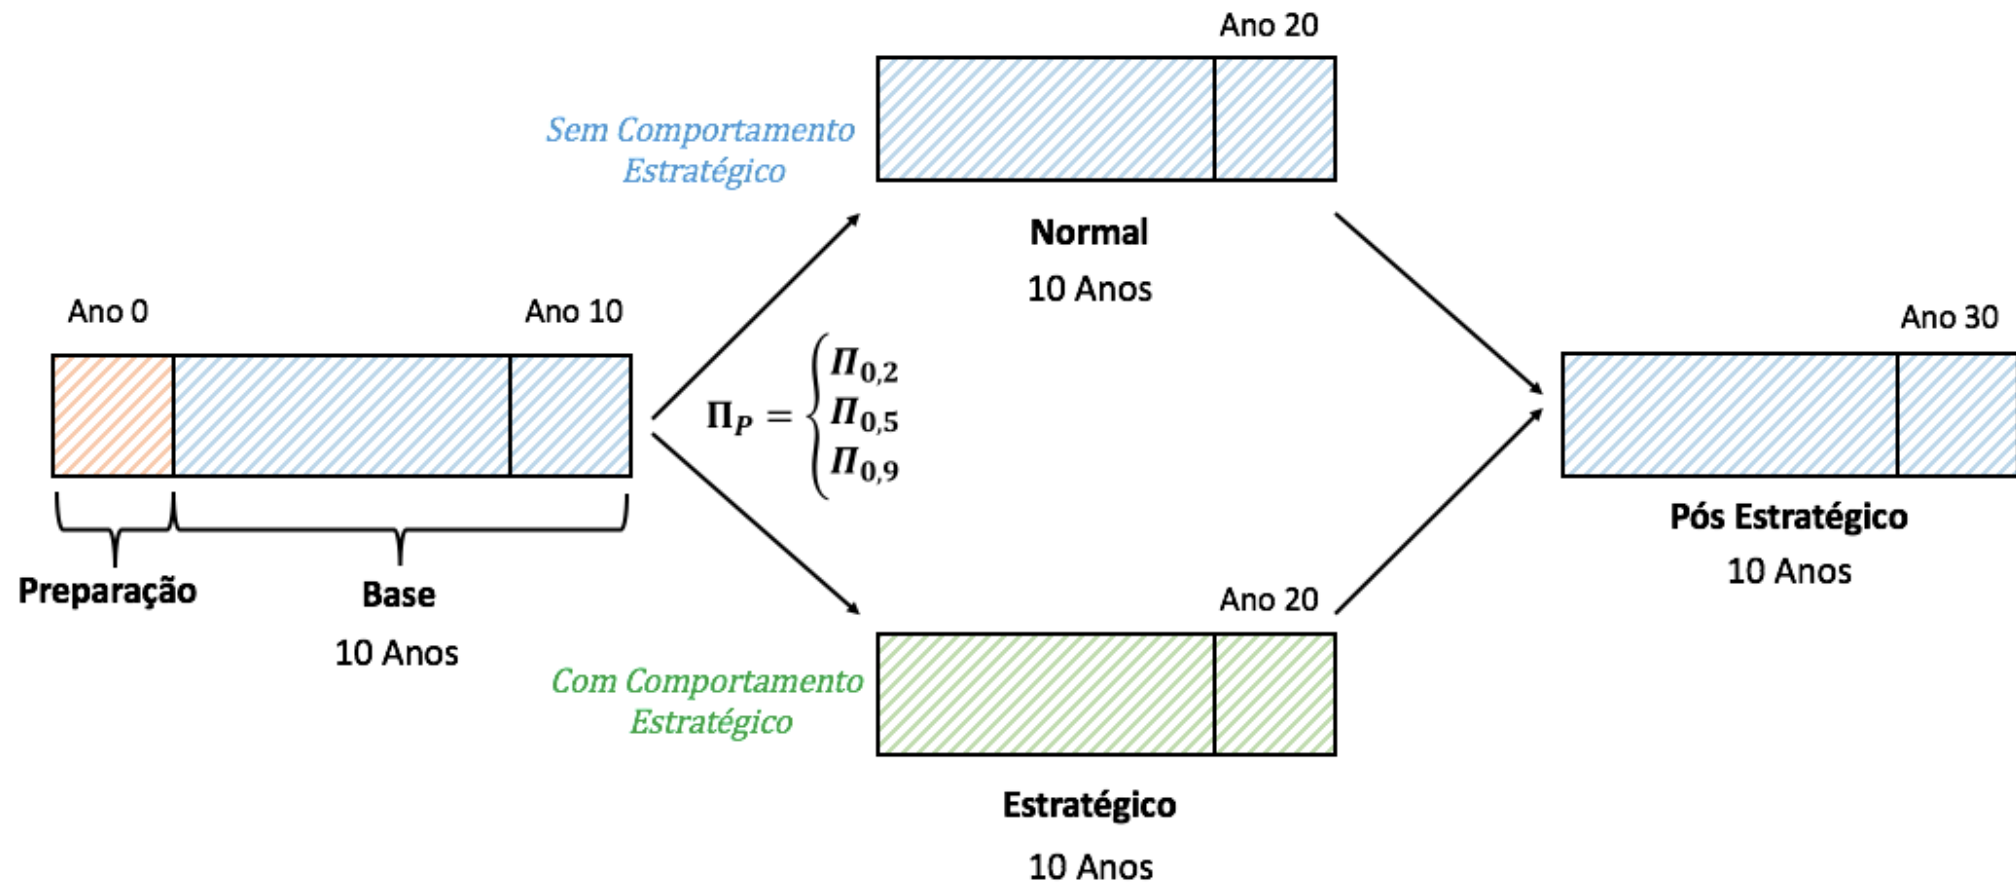 Ano 20
Sem Comportamento
Estratégico
Normal
10 Anos
Ano 0
Ano 10
Ano 30
Π_P = { Π_0,2
Π_0,5
Π_0,9
Pós Estratégico
10 Anos
Preparação
Base
10 Anos
Ano 20
Com Comportamento
Estratégico
Estratégico
10 Anos